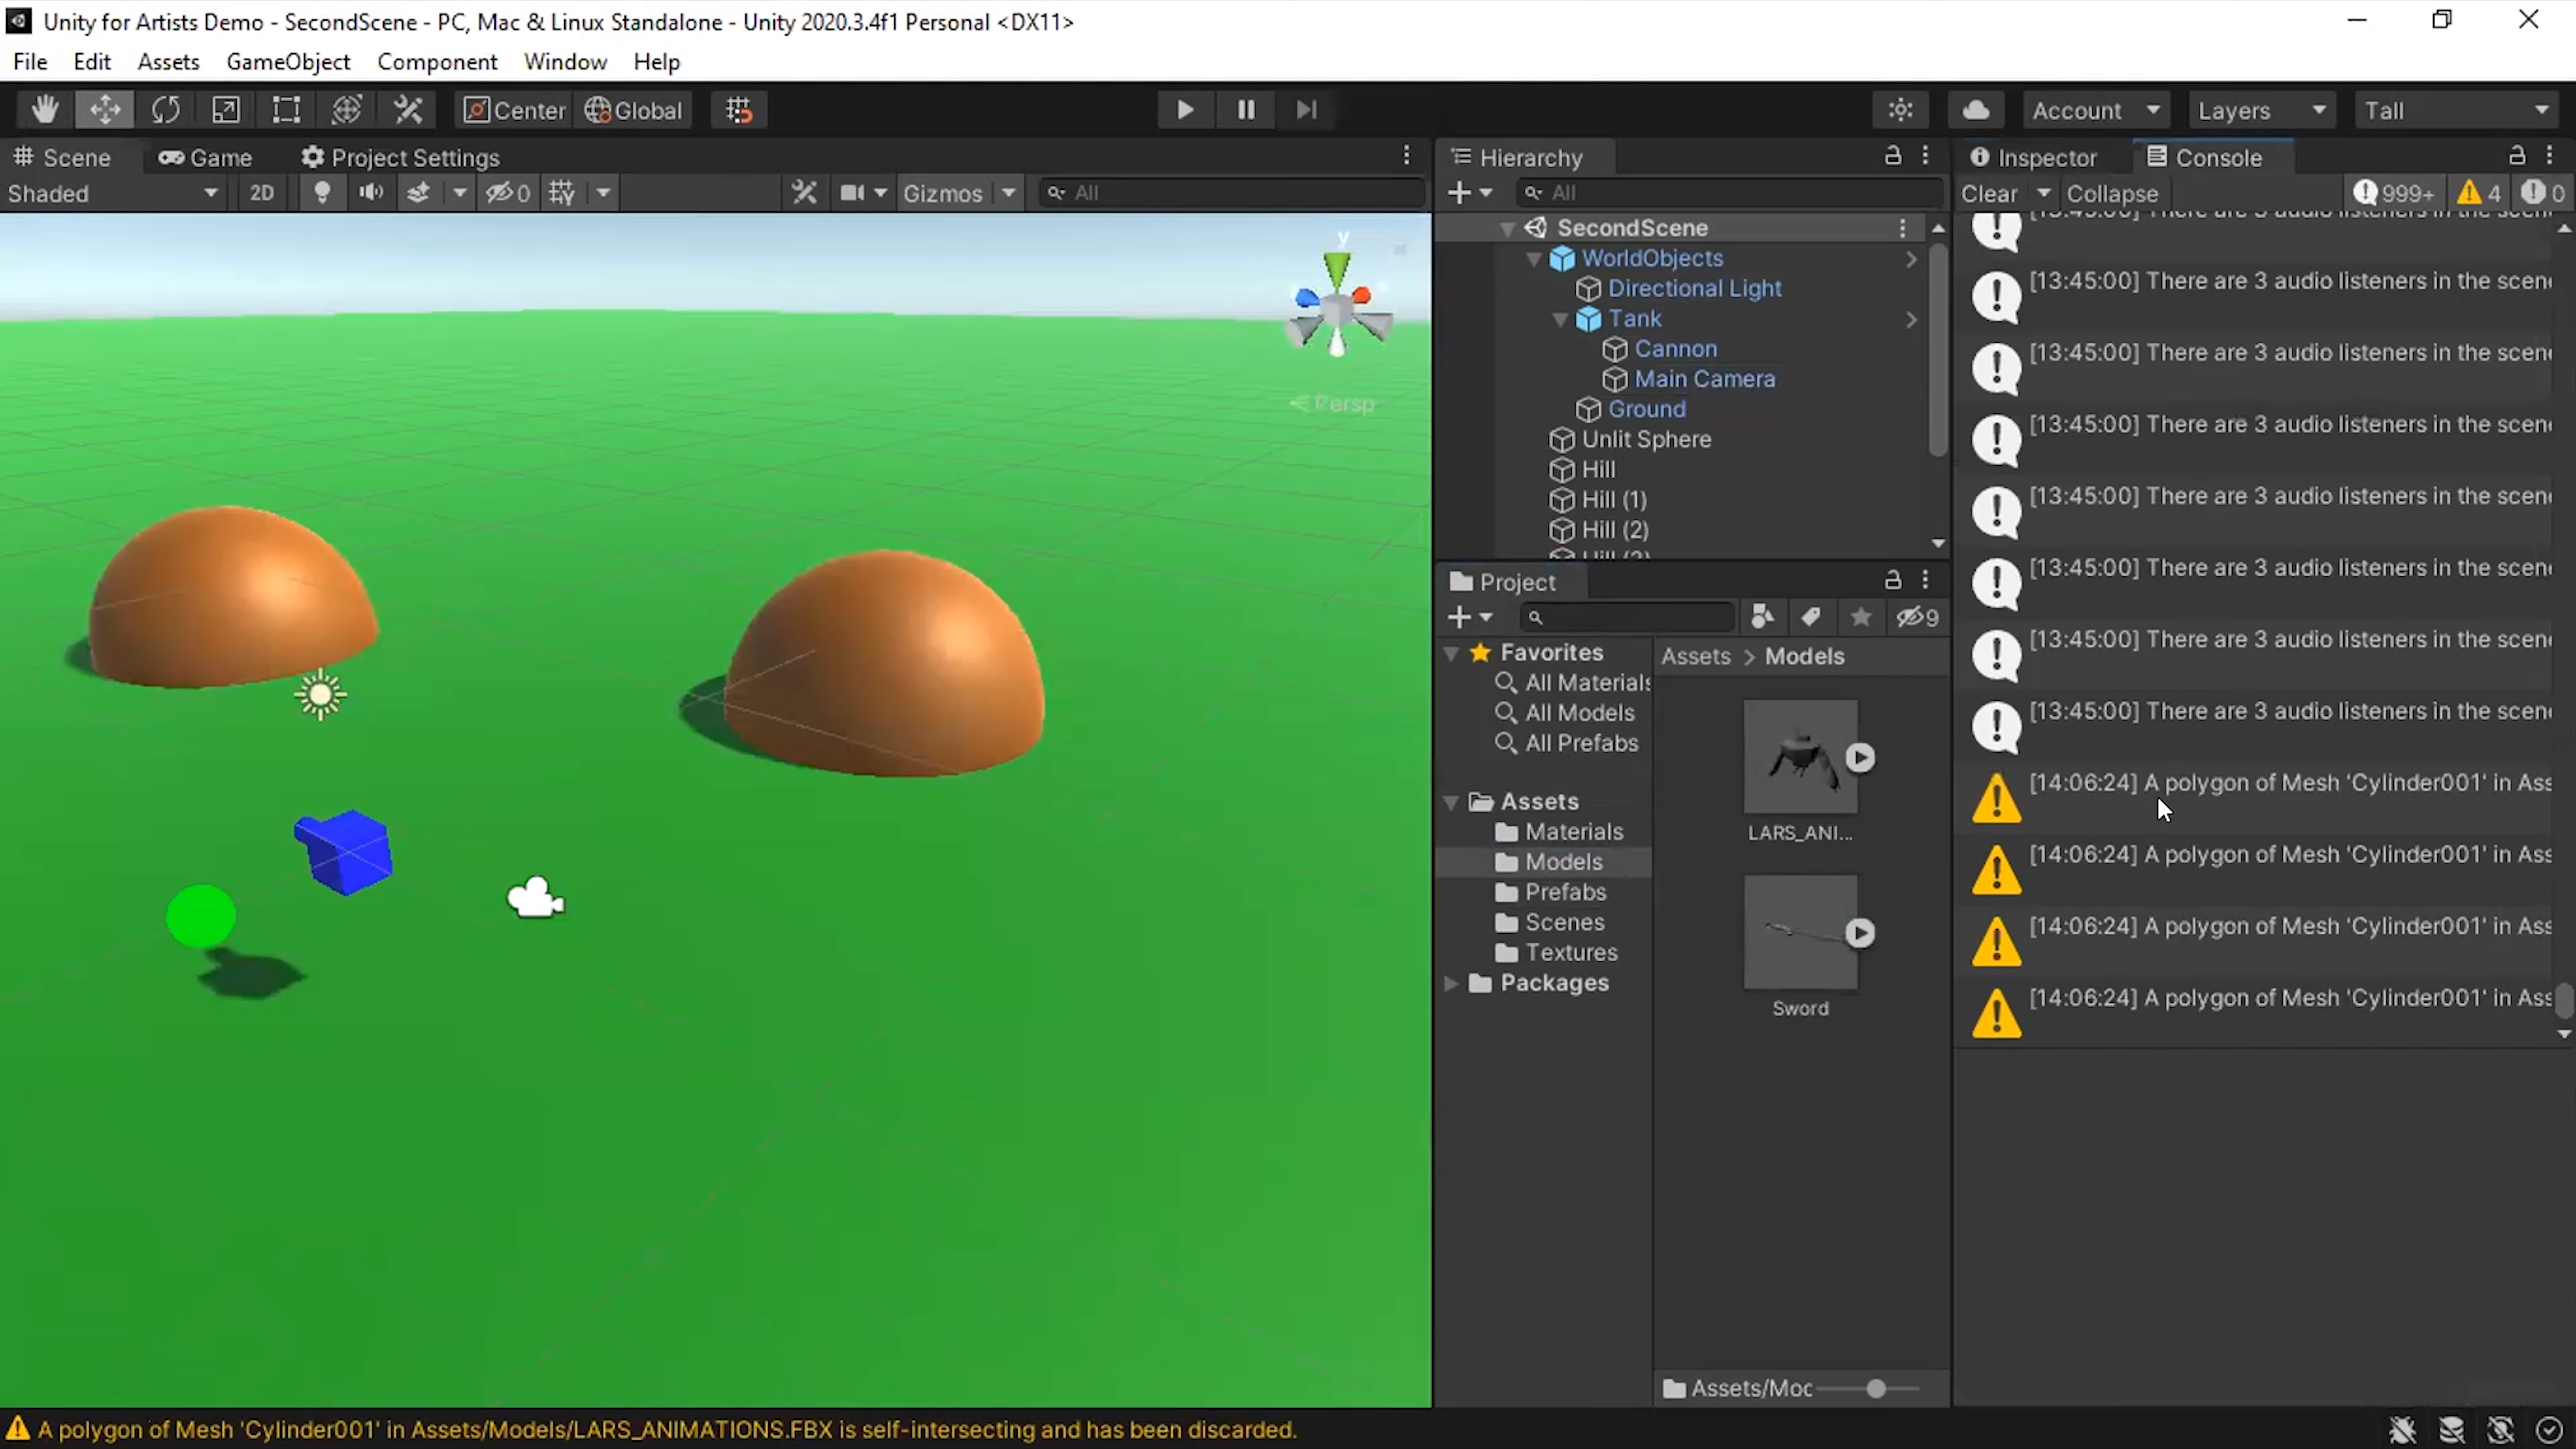 Unity for Artists Demo - SecondScene - PC, Mac & Linux Standalone - Unity 2020.3.4f1 Personal <DX11>
File Edit Assets GameObject Component Window Help
Center Global Account Layers Tall
Scene Game Project Settings
Shaded 2D 0 Gizmos All
y
Persp
Hierarchy
All
SecondScene
WorldObjects
Directional Light
Tank
Cannon
Main Camera
Ground
Unlit Sphere
Hill
Hill (1)
Hill (2)
Project
9
Favorites
All Materials
All Models
All Prefabs
Assets
Materials
Models
Prefabs
Scenes
Textures
Packages
Assets > Models
LARS_ANI...
Sword
Assets/Moc
Inspector Console
Clear Collapse 999+ 4 0
[13:45:00] There are 3 audio listeners in the scen
[13:45:00] There are 3 audio listeners in the scen
[13:45:00] There are 3 audio listeners in the scen
[13:45:00] There are 3 audio listeners in the scen
[13:45:00] There are 3 audio listeners in the scen
[13:45:00] There are 3 audio listeners in the scen
[13:45:00] There are 3 audio listeners in the scen
[13:45:00] There are 3 audio listeners in the scen
[14:06:24] A polygon of Mesh 'Cylinder001' in Ass
[14:06:24] A polygon of Mesh 'Cylinder001' in Ass
[14:06:24] A polygon of Mesh 'Cylinder001' in Ass
[14:06:24] A polygon of Mesh 'Cylinder001' in Ass
A polygon of Mesh 'Cylinder001' in Assets/Models/LARS_ANIMATIONS.FBX is self-intersecting and has been discarded.